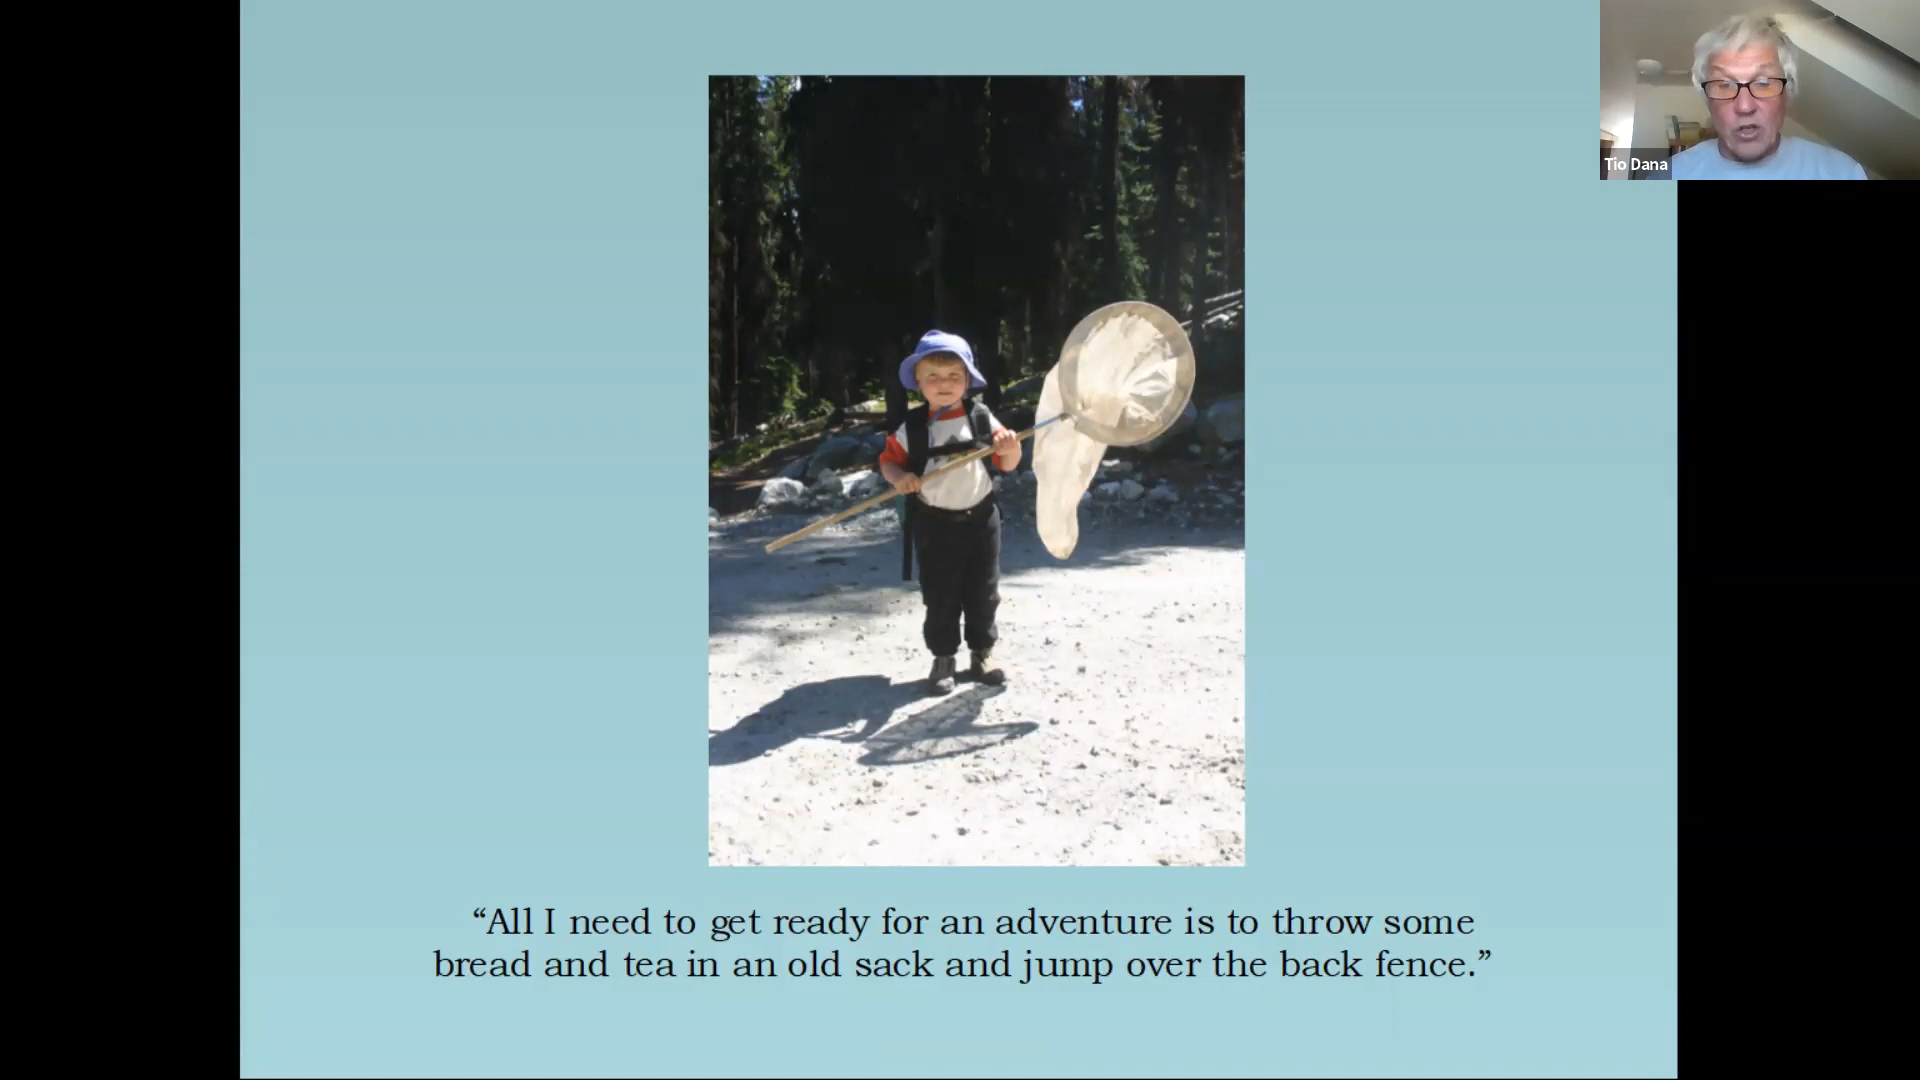 Tio Dana
“All I need to get ready for an adventure is to throw some
bread and tea in an old sack and jump over the back fence.”